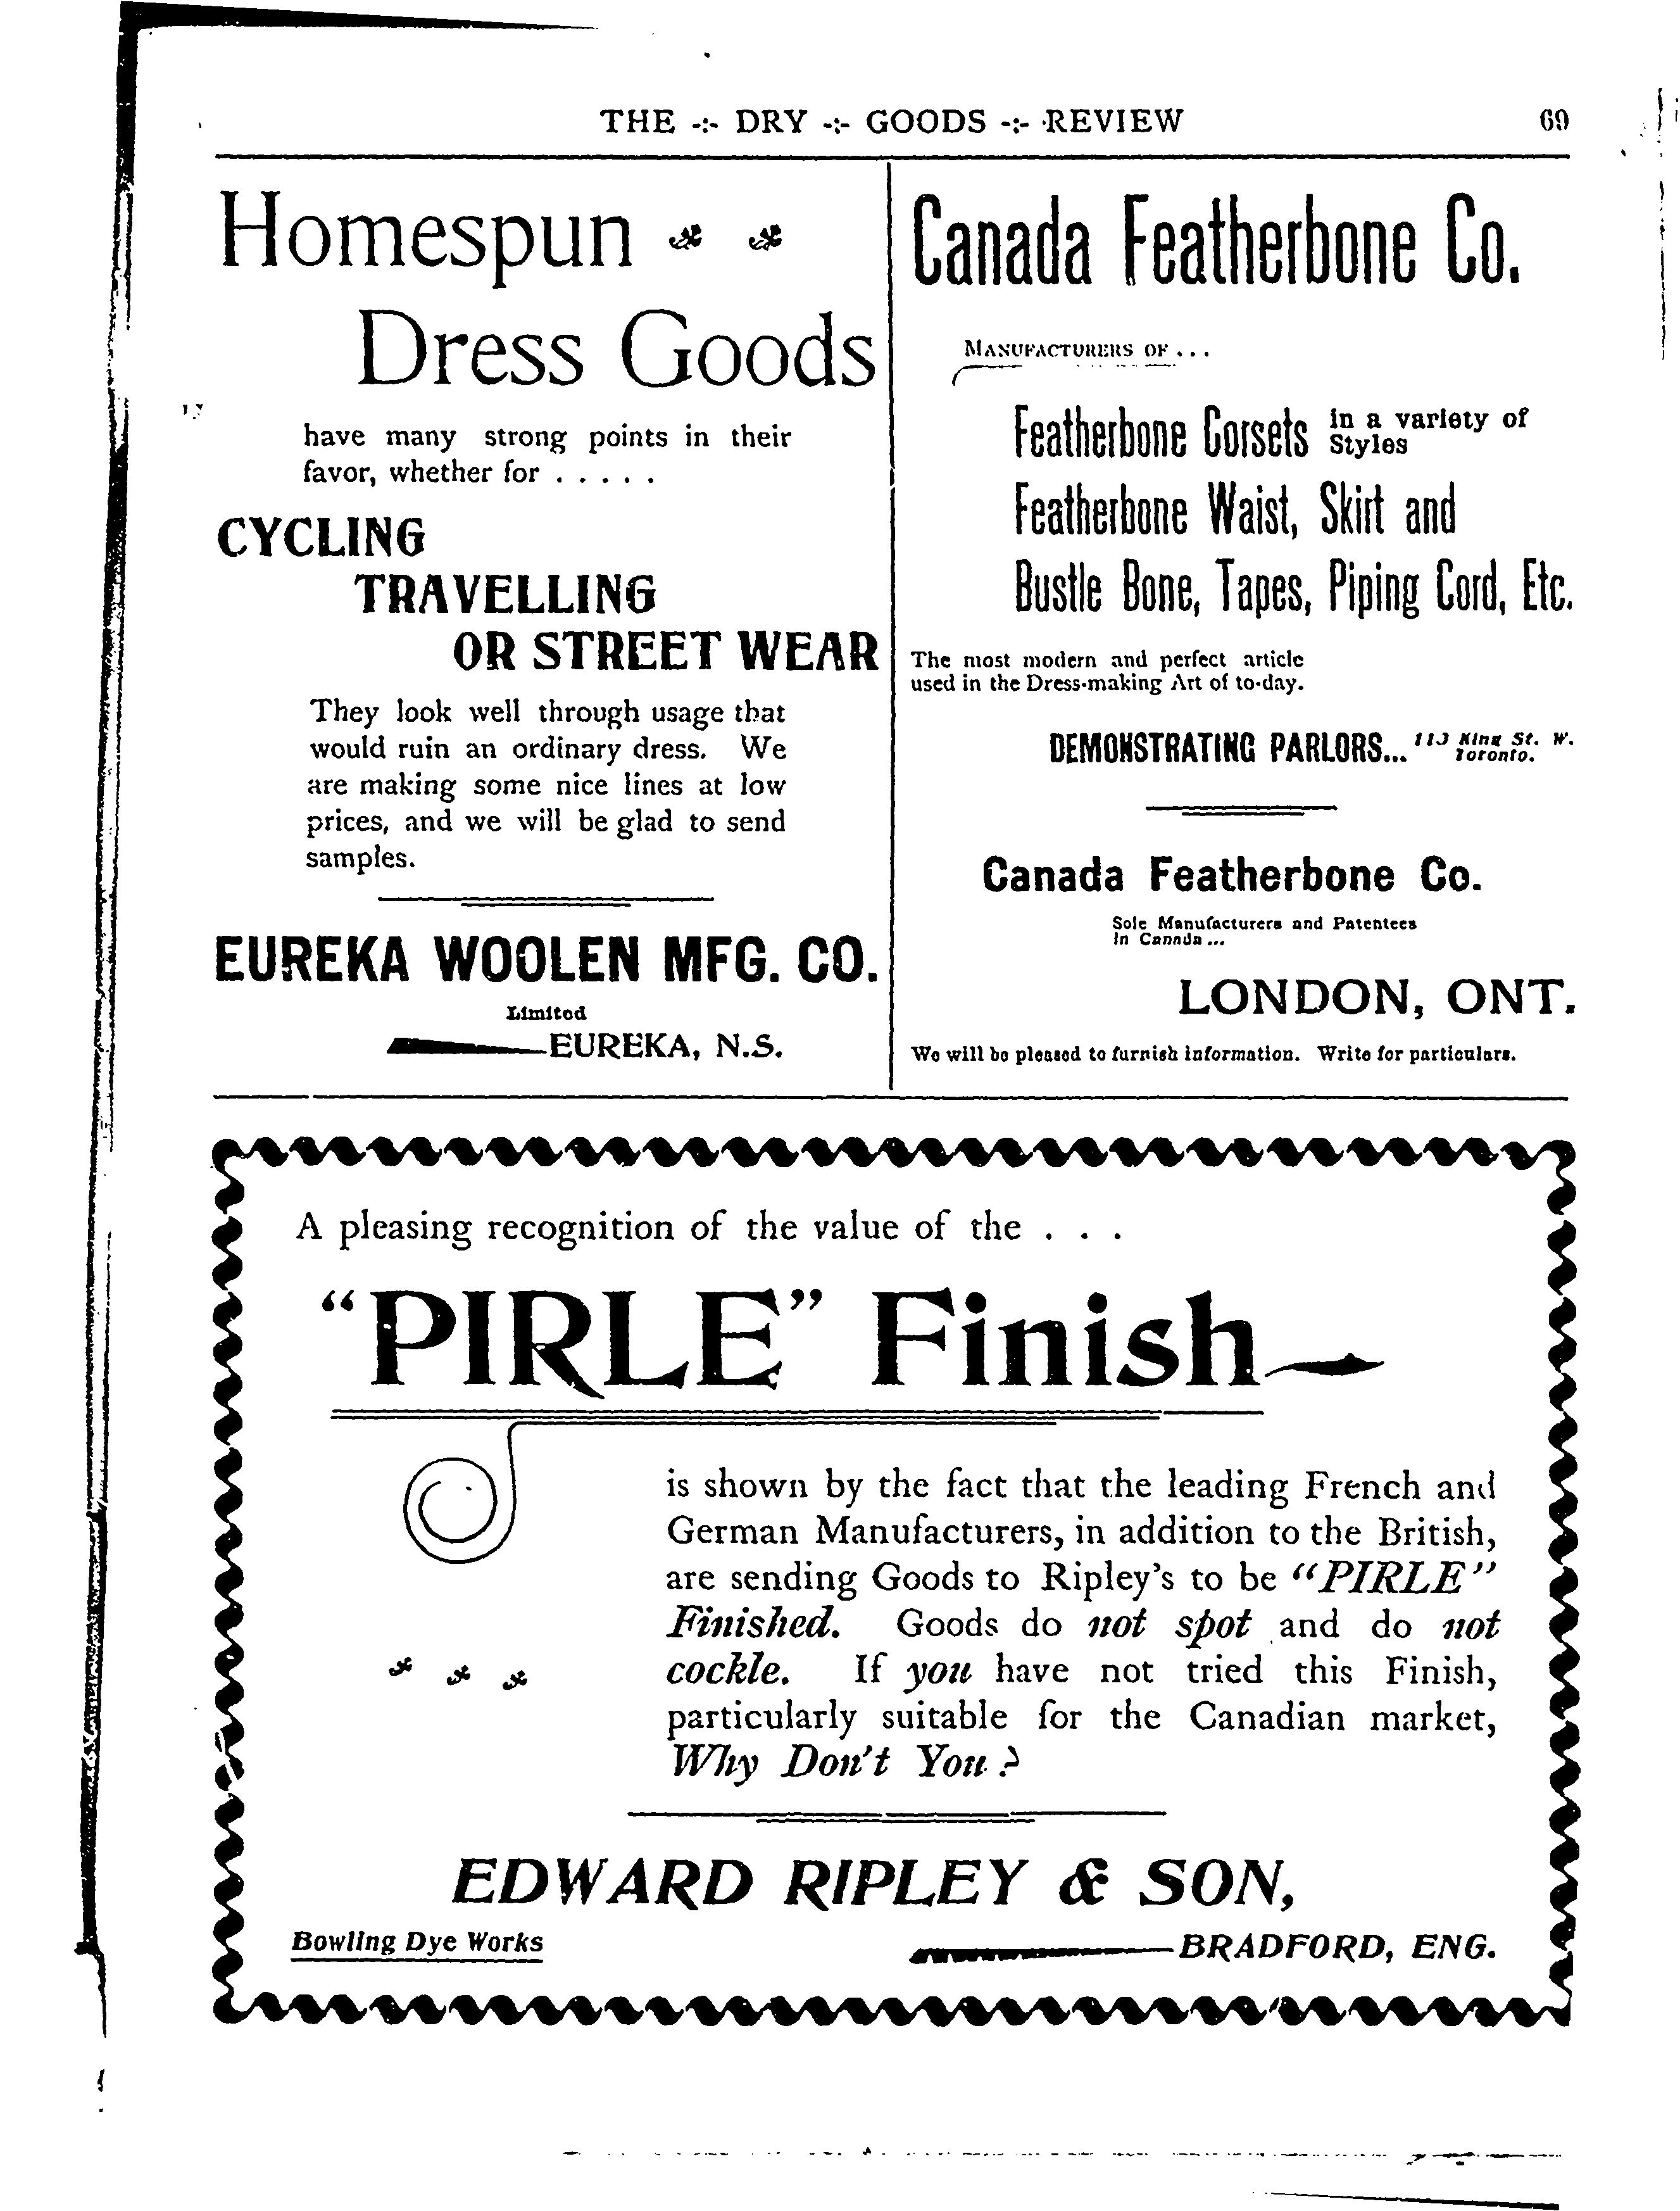 THE -:- DRY -:- GOODS -:- REVIEW 69
Homespun
Dress Goods
have many strong points in their
favor, whether for . . . . .
CYCLING
TRAVELLING
OR STREET WEAR
They look well through usage that
would ruin an ordinary dress. We
are making some nice lines at low
prices, and we will be glad to send
samples.
EUREKA WOOLEN MFG. CO.
Limited
EUREKA, N.S.
Canada Featherbone Co.
MANUFACTURERS OF ...
Featherbone Corsets in a variety of
Styles
Featherbone Waist, Skirt and
Bustle Bone, Tapes, Piping Cord, Etc.
The most modern and perfect article
used in the Dress-making Art of to-day.
DEMONSTRATING PARLORS... 113 King St. W.
Toronto.
Canada Featherbone Co.
Sole Manufacturers and Patentees
in Canada ...
LONDON, ONT.
We will be pleased to furnish information. Write for particulars.
A pleasing recognition of the value of the . . .
"PIRLE" Finish
is shown by the fact that the leading French and
German Manufacturers, in addition to the British,
are sending Goods to Ripley's to be "PIRLE"
Finished. Goods do not spot and do not
cockle. If you have not tried this Finish,
particularly suitable for the Canadian market,
Why Don't You?
EDWARD RIPLEY & SON,
Bowling Dye Works
BRADFORD, ENG.